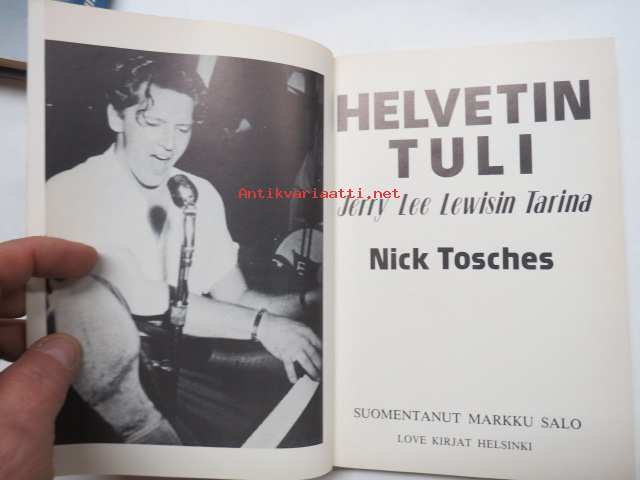 HELVETIN
TULI
Antikvariaatti.net
Jerry Lee Lewisin Tarina
Nick Tosches
SUOMENTANUT MARKKU SALO
LOVE KIRJAT HELSINKI